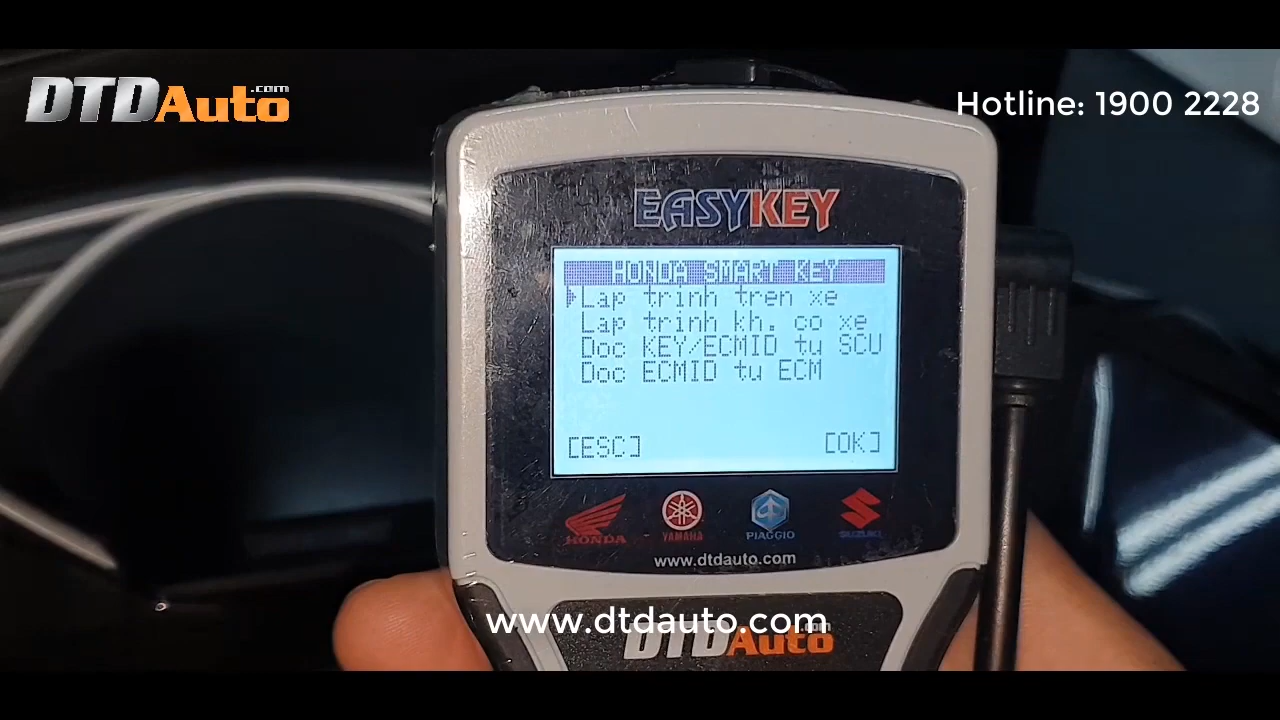 DTDAuto.com
Hotline: 1900 2228
EASYKEY
HONDA SMART KEY
Lap trinh tren xe
Lap trinh kh. co xe
Doc KEY/ECMID tu SCU
Doc ECMID tu ECM
[ESC] [OK]
HONDA YAMAHA PIAGGIO SUZUKI
www.dtdauto.com
www.dtdauto.com
DTDAuto.com